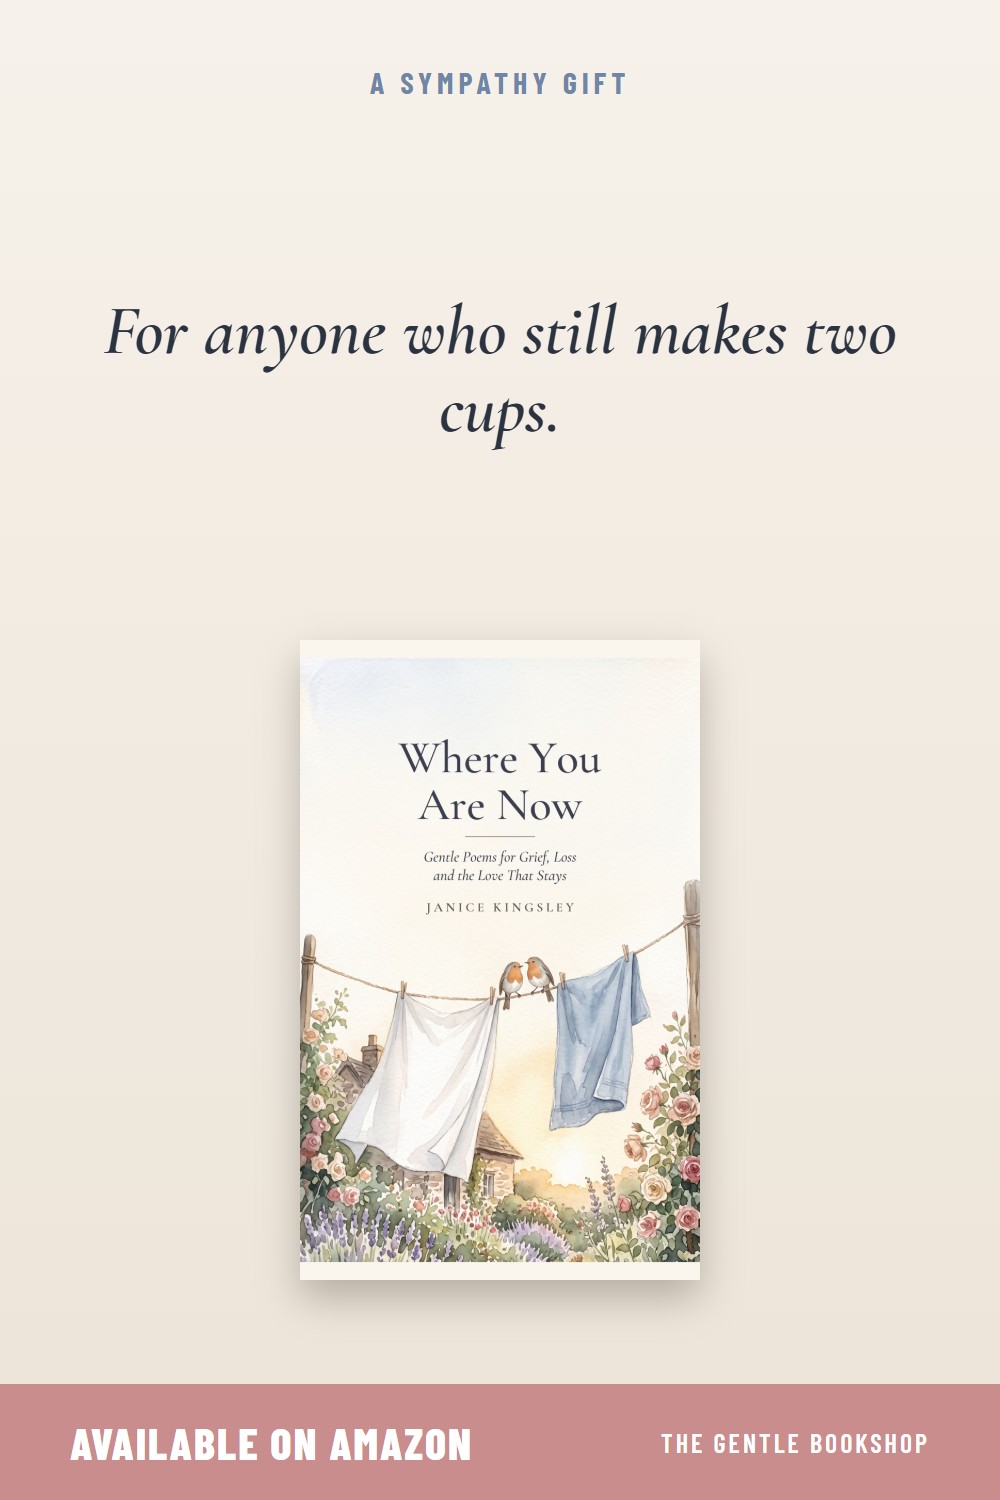 A SYMPATHY GIFT
For anyone who still makes two
cups.
Where You
Are Now
Gentle Poems for Grief, Loss
and the Love That Stays
JANICE KINGSLEY
AVAILABLE ON AMAZON
THE GENTLE BOOKSHOP